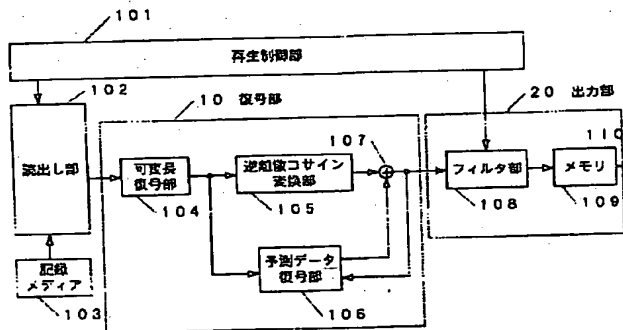 101
再生制御部
102
読出し部
記録
メディア
103
10 復号部
可変長
復号部
104
逆離散コサイン
変換部
105
107
予測データ
復号部
106
20 出力部
フィルタ部
108
メモリ
109
110